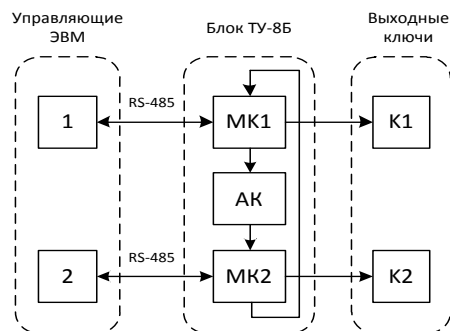 Управляющие
ЭВМ
Блок ТУ-8Б
Выходные
ключи
1
RS-485
МК1
К1
АК
2
RS-485
МК2
К2